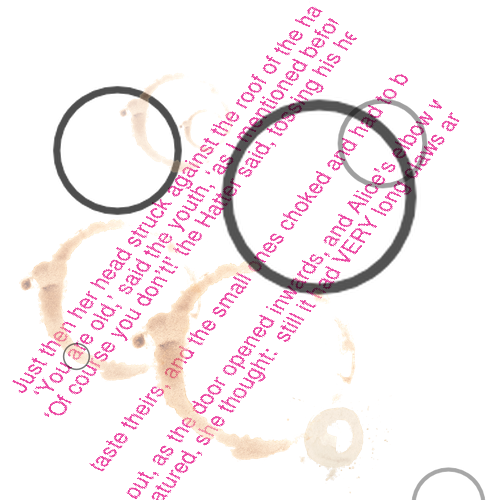 Just then her head struck against the roof of the ha
'You are old,' said the youth, 'as I mentioned befor
'Of course you don't!' the Hatter said, tossing his he
taste theirs, and the small ones choked and had to b
out, as the door opened inwards, and Alice's elbow w
atured, she thought: still it had VERY long claws ar